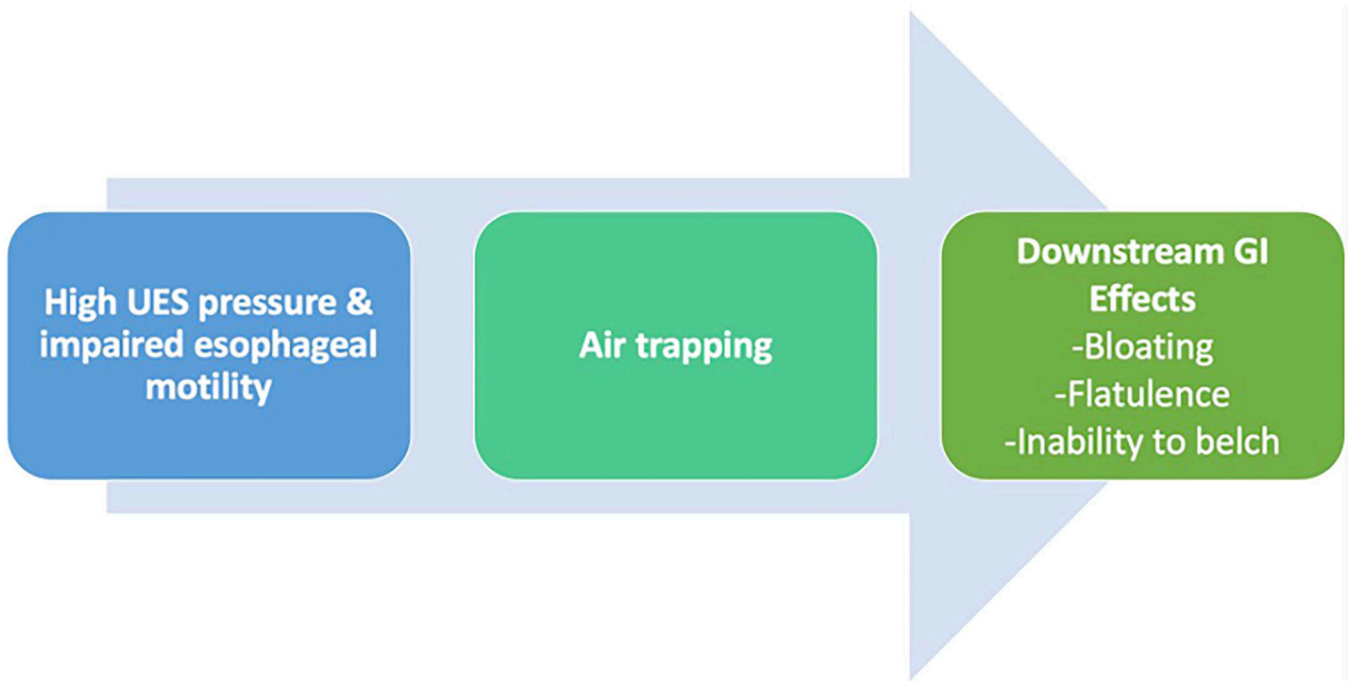 High UES pressure &
impaired esophageal
motility
Air trapping
Downstream GI
Effects
-Bloating
-Flatulence
-Inability to belch